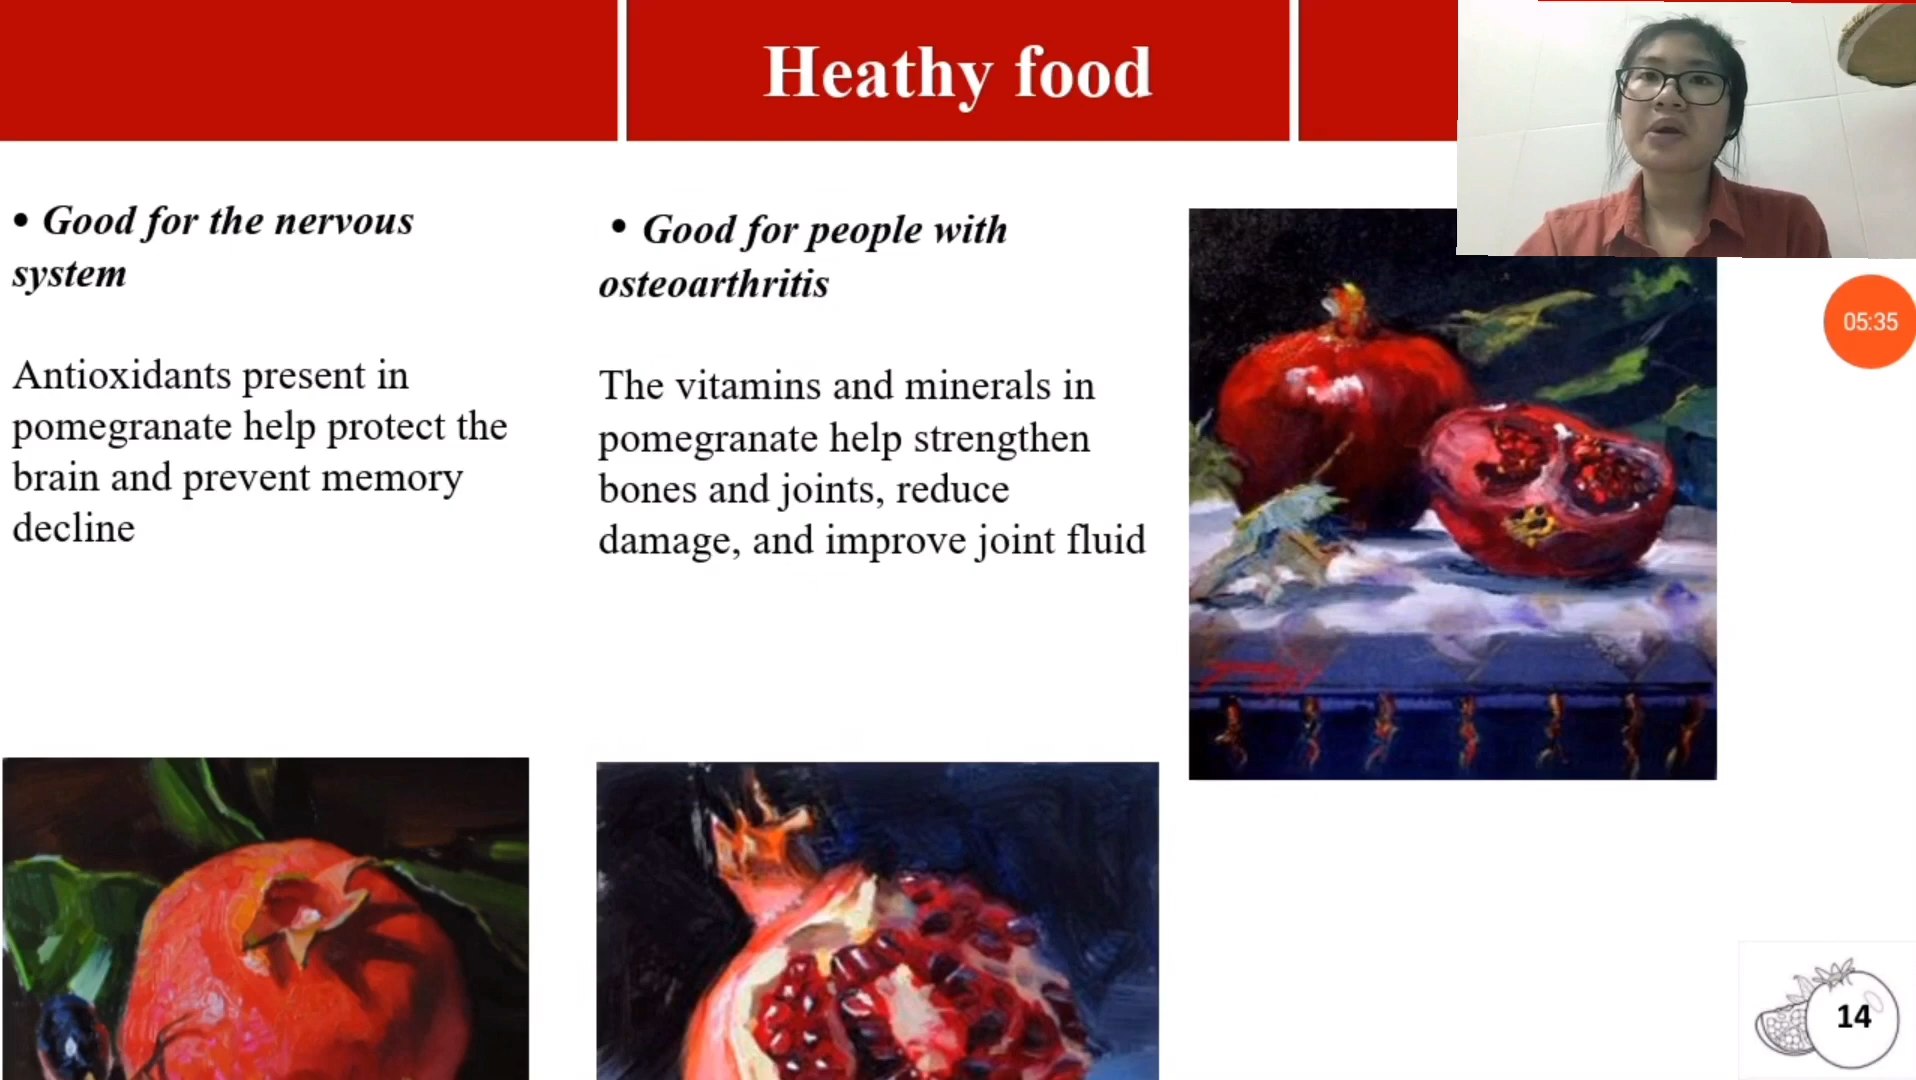 Heathy food
• Good for the nervous
system
Antioxidants present in
pomegranate help protect the
brain and prevent memory
decline
• Good for people with
osteoarthritis
The vitamins and minerals in
pomegranate help strengthen
bones and joints, reduce
damage, and improve joint fluid
05:35
14